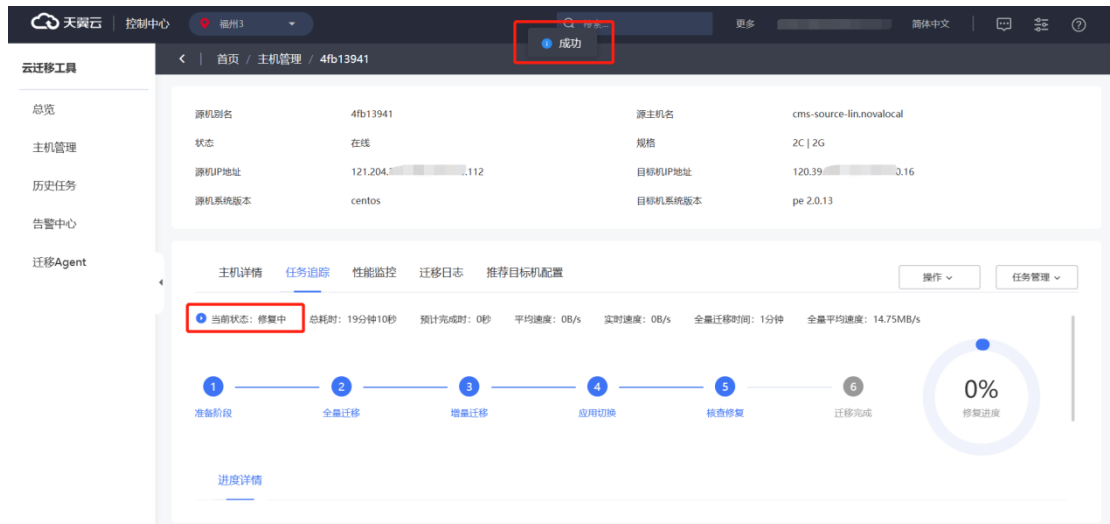 天翼云 控制中心 福州3 搜索... 更多 简体中文
成功
云迁移工具
首页 / 主机管理 / 4fb13941
总览
主机管理
历史任务
告警中心
迁移Agent
源机别名 4fb13941 源主机名 cms-source-lin.novalocal
状态 在线 规格 2C | 2G
源机IP地址 121.204. .112 目标机IP地址 120.39. 0.16
源机系统版本 centos 目标机系统版本 pe 2.0.13
主机详情 任务追踪 性能监控 迁移日志 推荐目标机配置 操作 任务管理
当前状态：修复中 总耗时：19分钟10秒 预计完成时：0秒 平均速度：0B/s 实时速度：0B/s 全量迁移时间：1分钟 全量平均速度：14.75MB/s
1 2 3 4 5 6
准备阶段 全量迁移 增量迁移 应用切换 核查修复 迁移完成
0%
修复进度
进度详情